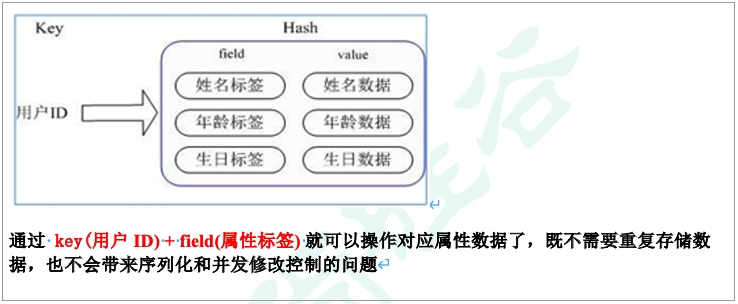 Key Hash
field value
姓名标签 姓名数据
用户ID
年龄标签 年龄数据
生日标签 生日数据
通过 key(用户 ID) + field(属性标签) 就可以操作对应属性数据了，既不需要重复存储数
据，也不会带来序列化和并发修改控制的问题
尚硅谷